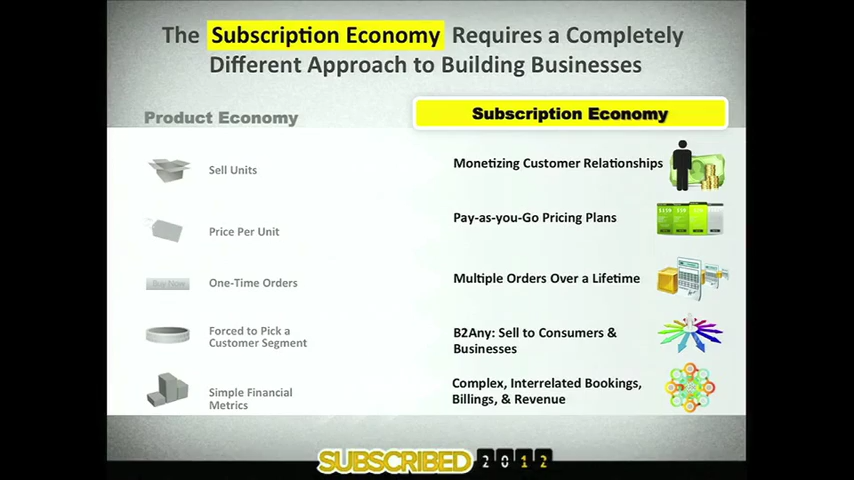 The Subscription Economy Requires a Completely
Different Approach to Building Businesses
Product Economy
Subscription Economy
Sell Units
Monetizing Customer Relationships
Price Per Unit
Pay-as-you-Go Pricing Plans
Buy Now
One-Time Orders
Multiple Orders Over a Lifetime
Forced to Pick a
Customer Segment
B2Any: Sell to Consumers &
Businesses
Simple Financial
Metrics
Complex, Interrelated Bookings,
Billings, & Revenue
SUBSCRIBED 2012